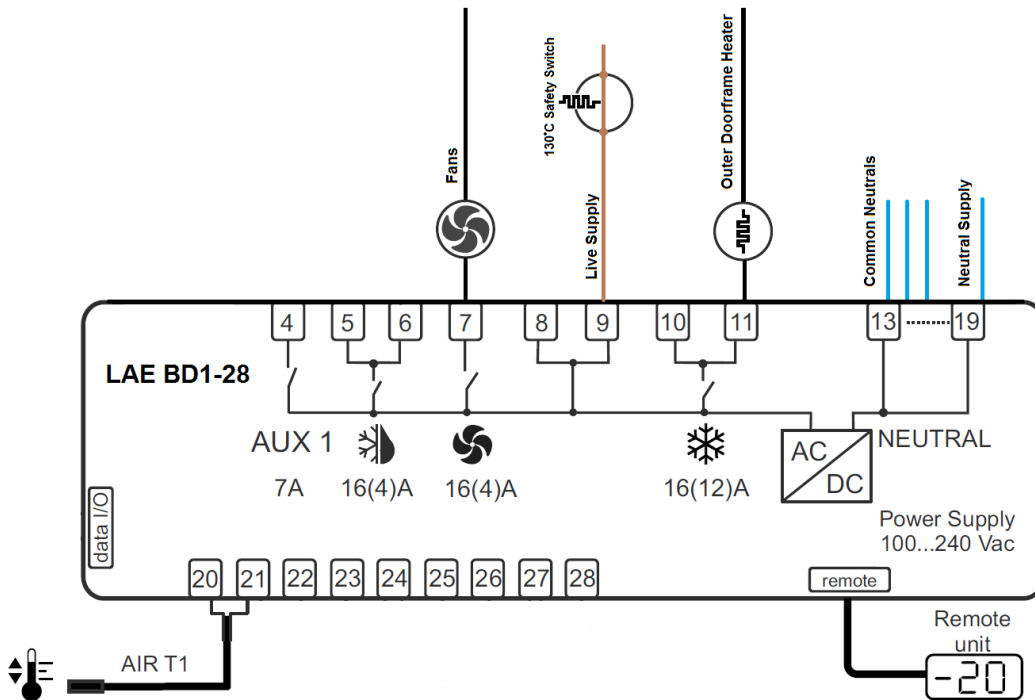 Fans
130°C Safety Switch
Live Supply
Outer Doorframe Heater
Common Neutrals
Neutral Supply
4 5 6 7 8 9 10 11 13 19
LAE BD1-28
AUX 1
7A 16(4)A 16(4)A 16(12)A
AC
DC
NEUTRAL
Power Supply
100...240 Vac
data I/O
20 21 22 23 24 25 26 27 28
remote
AIR T1
Remote
unit
-20